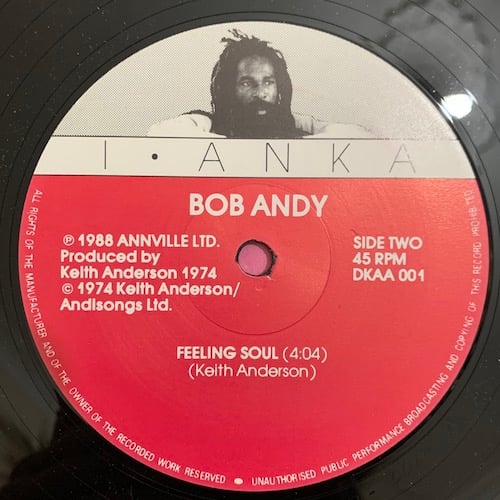 I • ANKA
BOB ANDY
℗ 1988 ANNVILLE LTD.
Produced by
Keith Anderson 1974
© 1974 Keith Anderson/
Andisongs Ltd.
SIDE TWO
45 RPM
DKAA 001
FEELING SOUL (4:04)
(Keith Anderson)
ALL RIGHTS OF THE MANUFACTURER AND OF THE OWNER OF THE RECORDED WORK RESERVED • UNAUTHORISED PUBLIC PERFORMANCE BROADCASTING AND COPYING OF THIS RECORD PROHIBITED